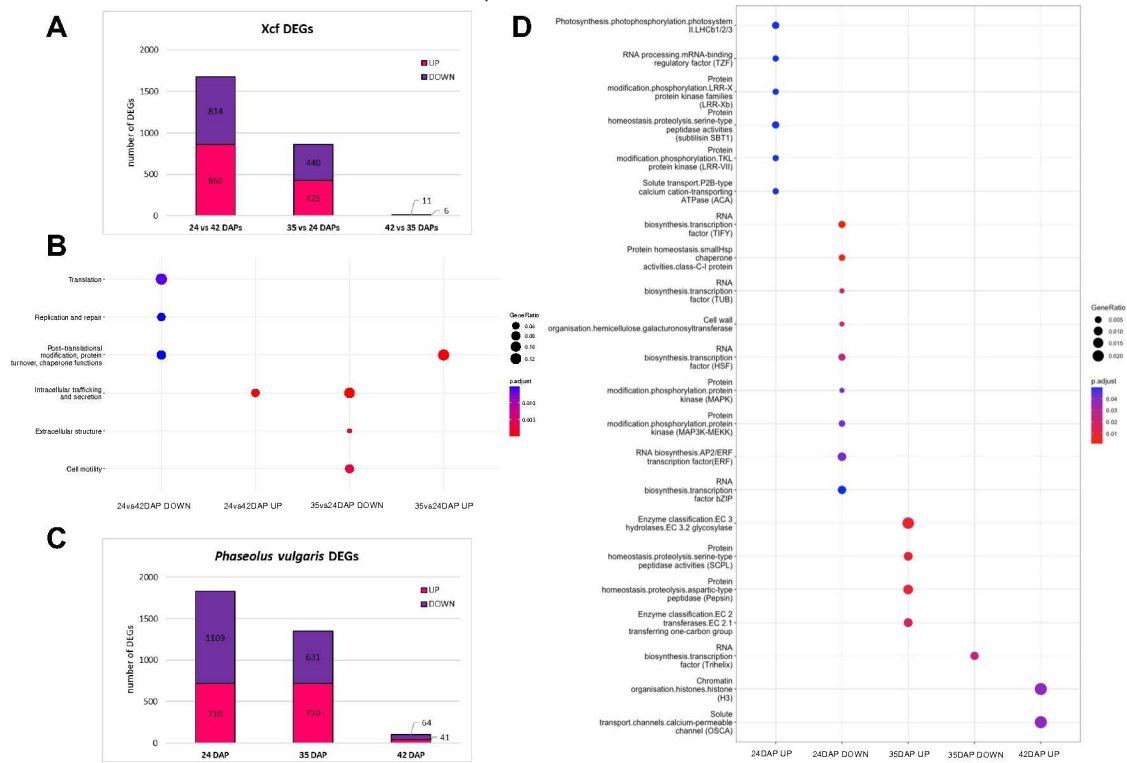 A
Xcf DEGs
number of DEGs
2000
1500
1000
500
0
UP
DOWN
814
860
440
425
11
6
24 vs 42 DAPs
35 vs 24 DAPs
42 vs 35 DAPs
B
Translation
Replication and repair
Post-translational
modification, protein
turnover, chaperone functions
Intracellular trafficking
and secretion
Extracellular structure
Cell motility
24vs42DAP DOWN
24vs42DAP UP
35vs24DAP DOWN
35vs24DAP UP
GeneRatio
0.12
p.adjust
0.010
0.005
C
Phaseolus vulgaris DEGs
number of DEGs
2000
1500
1000
500
0
UP
DOWN
1109
718
631
720
64
41
24 DAP
35 DAP
42 DAP
D
Photosynthesis.photophosphorylation.photosystem
II.LHCb1/2/3
RNA processing.mRNA-binding
regulatory factor (TZF)
Protein
modification.phosphorylation.LRR-X
protein kinase families
(LRR-Xb)
Protein
homeostasis.proteolysis.serine-type
peptidase activities
(subtilisin SBT1)
Protein
modification.phosphorylation.TKL
protein kinase (LRR-VII)
Solute transport.P2B-type
calcium cation-transporting
ATPase (ACA)
RNA
biosynthesis.transcription
factor (TIFY)
Protein homeostasis.smallHsp
chaperone
activities.class-C-I protein
RNA
biosynthesis.transcription
factor (TUB)
Cell wall
organisation.hemicellulose.galacturonosyltransferase
RNA
biosynthesis.transcription
factor (HSF)
Protein
modification.phosphorylation.protein
kinase (MAPK)
Protein
modification.phosphorylation.protein
kinase (MAP3K-MEKK)
RNA biosynthesis.AP2/ERF
transcription factor(ERF)
RNA
biosynthesis.transcription
factor bZIP
Enzyme classification.EC 3
hydrolases.EC 3.2 glycosylase
Protein
homeostasis.proteolysis.serine-type
peptidase activities (SCPL)
Protein
homeostasis.proteolysis.aspartic-type
peptidase (Pepsin)
Enzyme classification.EC 2
transferases.EC 2.1
transferring one-carbon group
RNA
biosynthesis.transcription
factor (Trihelix)
Chromatin
organisation.histones.histone
(H3)
Solute
transport.channels.calcium-permeable
channel (OSCA)
24DAP UP
24DAP DOWN
35DAP UP
35DAP DOWN
42DAP UP
GeneRatio
0.005
0.010
0.015
0.020
p.adjust
0.04
0.03
0.02
0.01